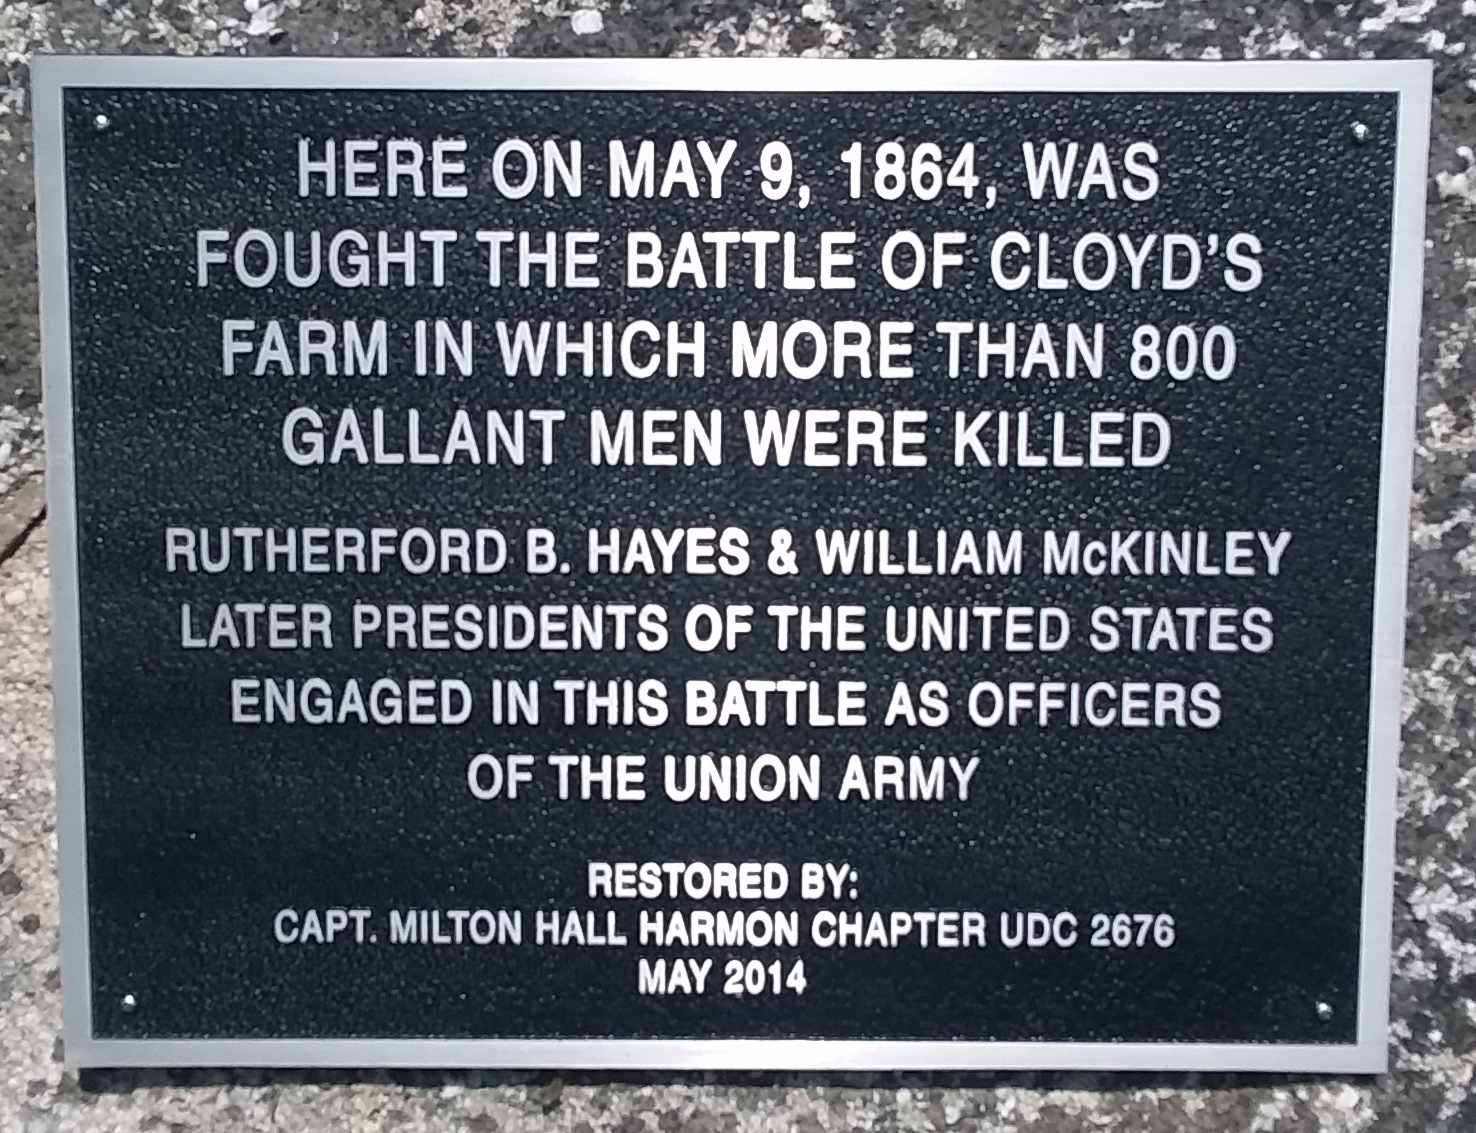 HERE ON MAY 9, 1864, WAS
FOUGHT THE BATTLE OF CLOYD'S
FARM IN WHICH MORE THAN 800
GALLANT MEN WERE KILLED
RUTHERFORD B. HAYES & WILLIAM McKINLEY
LATER PRESIDENTS OF THE UNITED STATES
ENGAGED IN THIS BATTLE AS OFFICERS
OF THE UNION ARMY
RESTORED BY:
CAPT. MILTON HALL HARMON CHAPTER UDC 2676
MAY 2014